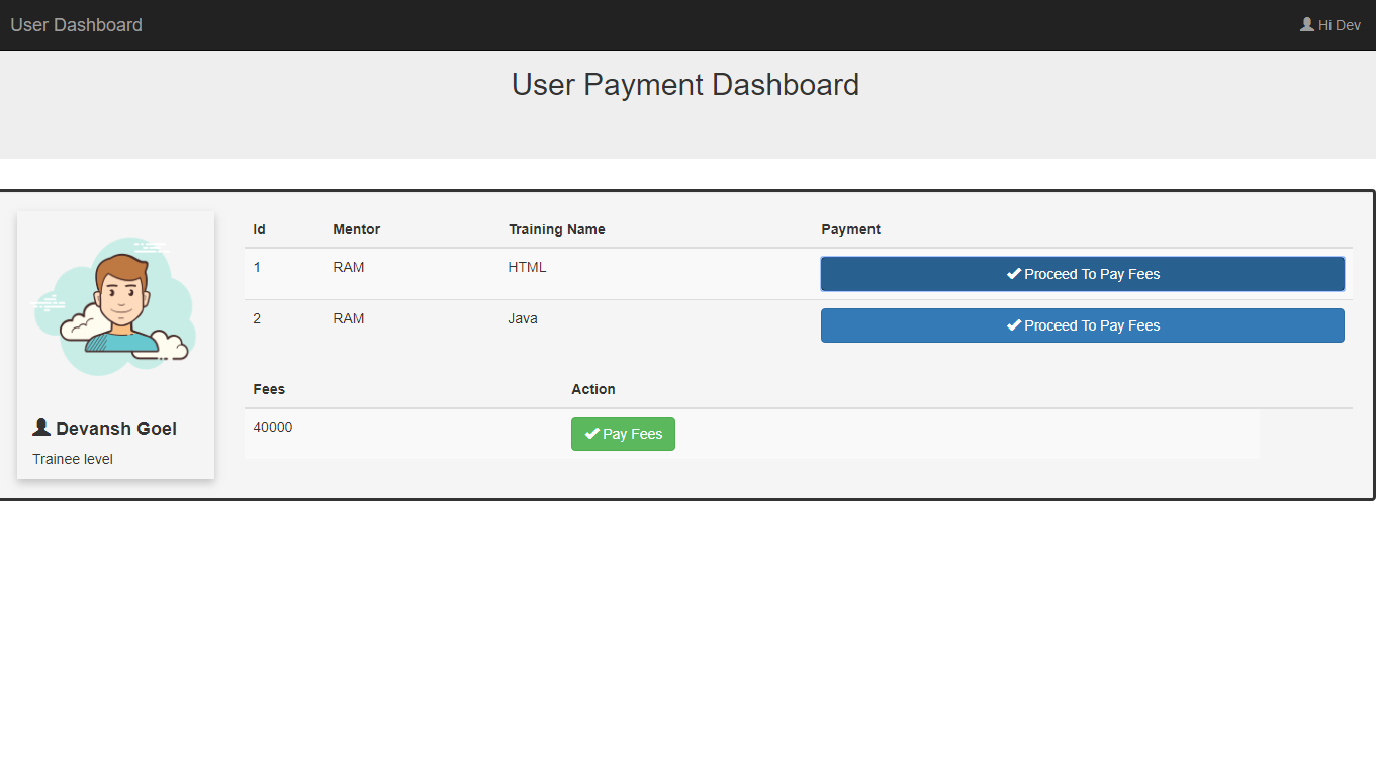 User Dashboard
Hi Dev
User Payment Dashboard
Id Mentor Training Name Payment
1 RAM HTML Proceed To Pay Fees
2 RAM Java Proceed To Pay Fees
Fees Action
40000 Pay Fees
Devansh Goel
Trainee level